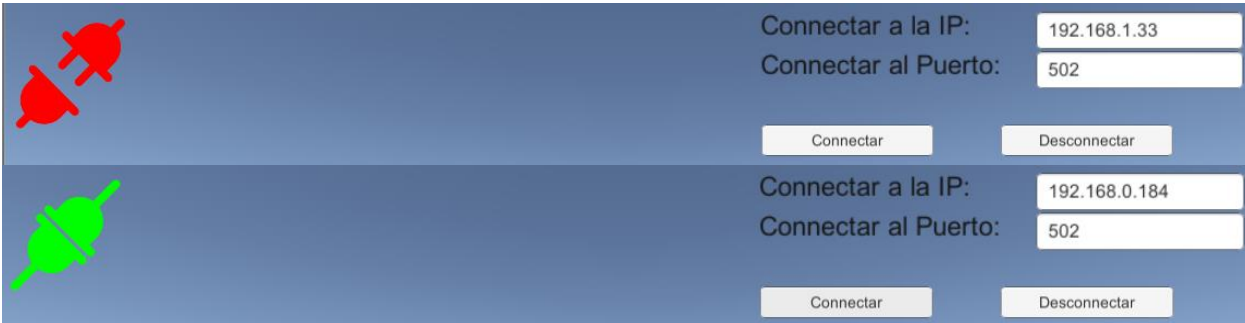 Connectar a la IP: 192.168.1.33
Connectar al Puerto: 502
Connectar Desconnectar
Connectar a la IP: 192.168.0.184
Connectar al Puerto: 502
Connectar Desconnectar